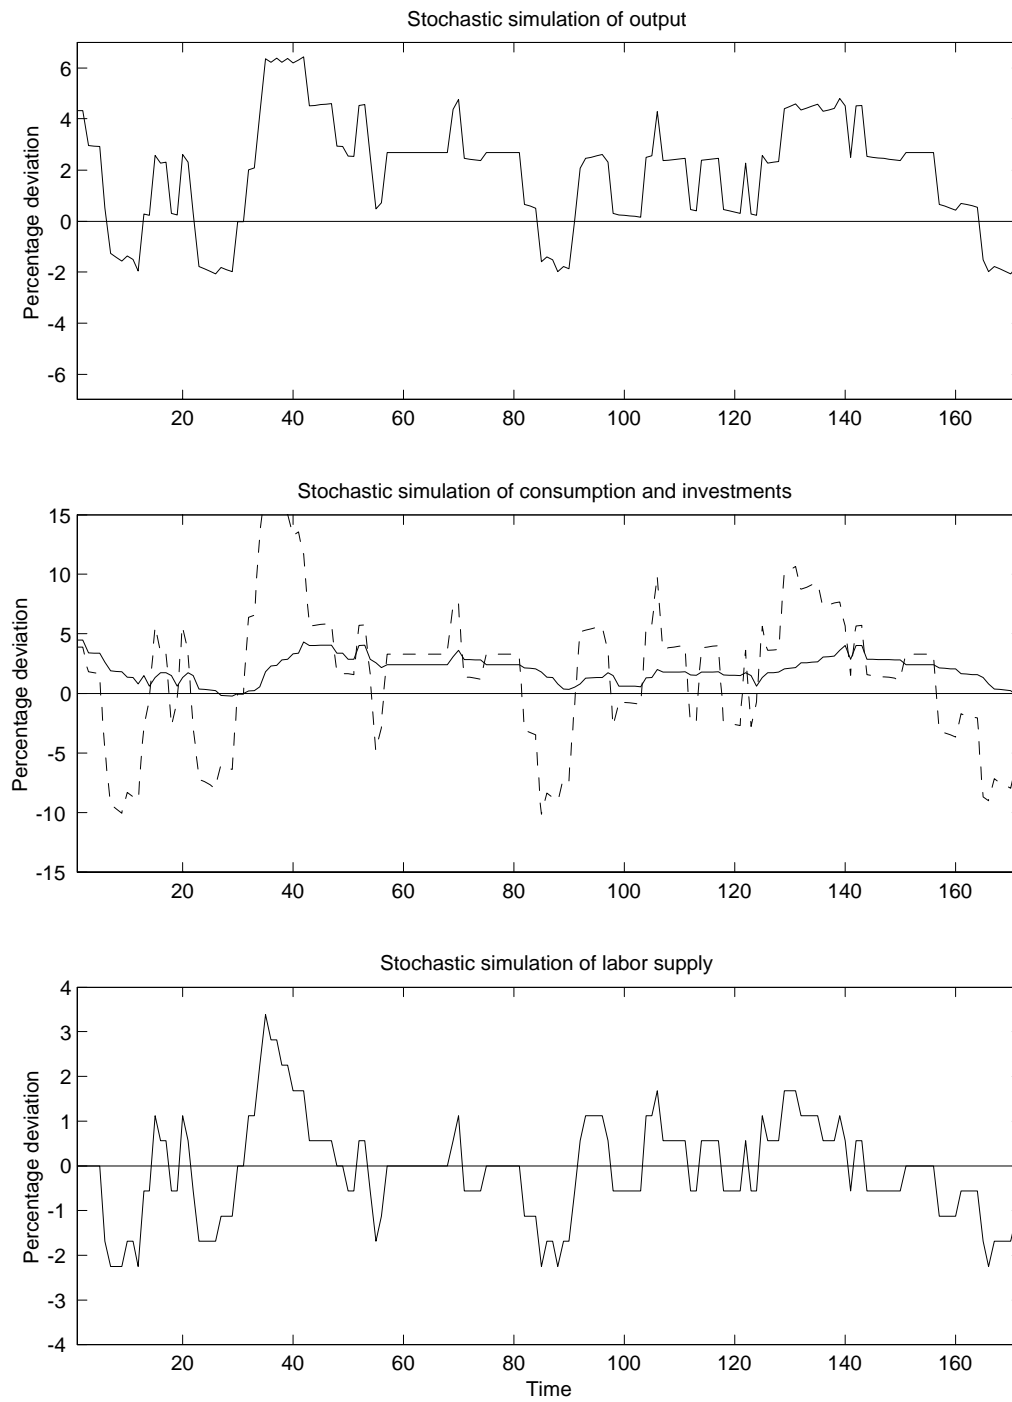 Stochastic simulation of output
Percentage deviation
6
4
2
0
-2
-4
-6
20 40 60 80 100 120 140 160
Stochastic simulation of consumption and investments
Percentage deviation
15
10
5
0
-5
-10
-15
20 40 60 80 100 120 140 160
Stochastic simulation of labor supply
Percentage deviation
4
3
2
1
0
-1
-2
-3
-4
20 40 60 80 100 120 140 160
Time